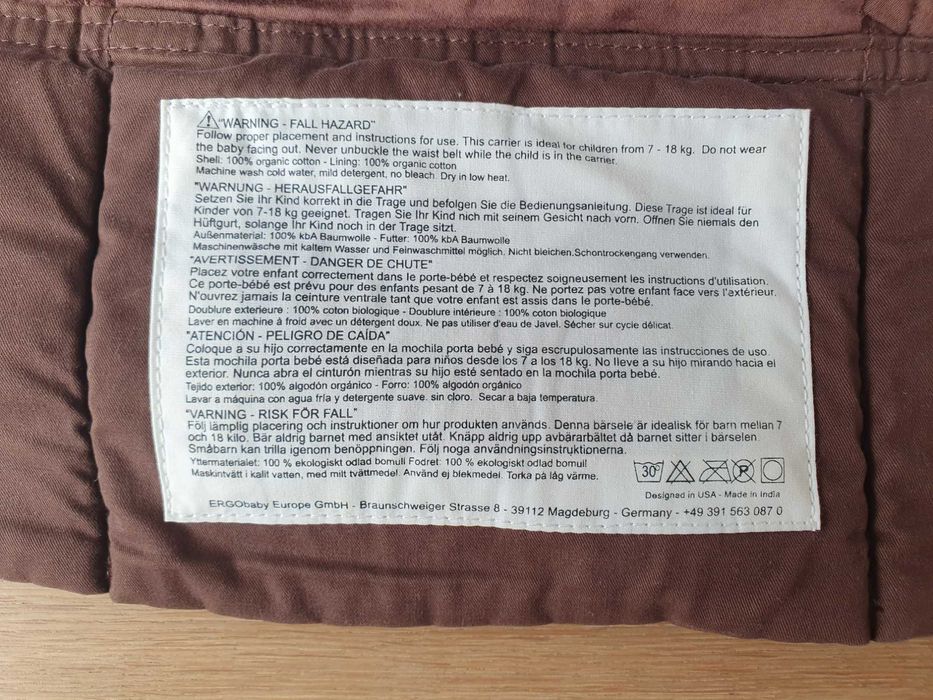 "WARNING - FALL HAZARD"
Follow proper placement and instructions for use. This carrier is ideal for children from 7 - 18 kg. Do not wear
the baby facing out. Never unbuckle the waist belt while the child is in the carrier.
Shell: 100% organic cotton - Lining: 100% organic cotton
Machine wash cold water, mild detergent, no bleach. Dry in low heat.
"WARNUNG - HERAUSFALLGEFAHR"
Setzen Sie Ihr Kind korrekt in die Trage und befolgen Sie die Bedienungsanleitung. Diese Trage ist ideal für
Kinder von 7-18 kg geeignet. Tragen Sie Ihr Kind nich mit seinem Gesicht nach vorn. Öffnen Sie niemals den
Hüftgurt, solange Ihr Kind noch in der Trage sitzt.
Außenmaterial: 100% kbA Baumwolle - Futter: 100% kbA Baumwolle
Maschinenwäsche mit kaltem Wasser und Feinwaschmittel möglich. Nicht bleichen.Schontrockengang verwenden.
"AVERTISSEMENT - DANGER DE CHUTE"
Placez votre enfant correctement dans le porte-bébé et respectez soigneusement les instructions d'utilisation.
Ce porte-bébé est prévu pour des enfants pesant de 7 à 18 kg. Ne portez pas votre enfant face vers l'extérieur.
N'ouvrez jamais la ceinture ventrale tant que votre enfant est assis dans le porte-bébé.
Doublure exterieure : 100% coton biologique - Doublure intérieure : 100% coton biologique
Laver en machine à froid avec un détergent doux. Ne pas utiliser d'eau de Javel. Sécher sur cycle délicat.
"ATENCIÓN - PELIGRO DE CAÍDA"
Coloque a su hijo correctamente en la mochila porta bebé y siga escrupulosamente las instrucciones de uso.
Esta mochila porta bebé está diseñada para niños desde los 7 a los 18 kg. No lleve a su hijo mirando hacia el
exterior. Nunca abra el cinturón mientras su hijo esté sentado en la mochila porta bebé.
Tejido exterior: 100% algodón orgánico - Forro: 100% algodón orgánico
Lavar a máquina con agua fría y detergente suave. sin cloro. Secar a baja temperatura.
"VARNING - RISK FÖR FALL"
Följ lämplig placering och instruktioner om hur produkten används. Denna bärsele är idealisk för barn mellan 7
och 18 kilo. Bär aldrig barnet med ansiktet utåt. Knäpp aldrig upp avbärarbältet då barnet sitter i bärselen.
Småbarn kan trilla igenom benöppningen. Följ noga användningsinstruktionerna.
Yttermaterialet: 100 % ekologiskt odlad bomull Fodret: 100 % ekologiskt odlad bomull
Maskintvätt i kallt vatten, med milt tvättmedel. Använd ej blekmedel. Torka på låg värme.
30°
Designed in USA - Made in India
ERGObaby Europe GmbH - Braunschweiger Strasse 8 - 39112 Magdeburg - Germany - +49 391 563 087 0